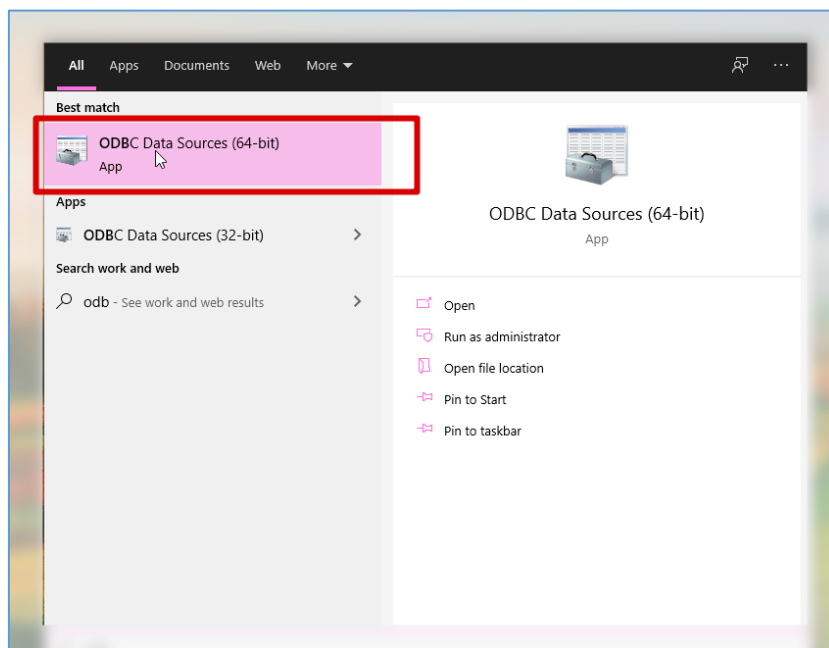 All Apps Documents Web More
Best match
ODBC Data Sources (64-bit)
App
Apps
ODBC Data Sources (32-bit)
Search work and web
odb - See work and web results
ODBC Data Sources (64-bit)
App
Open
Run as administrator
Open file location
Pin to Start
Pin to taskbar